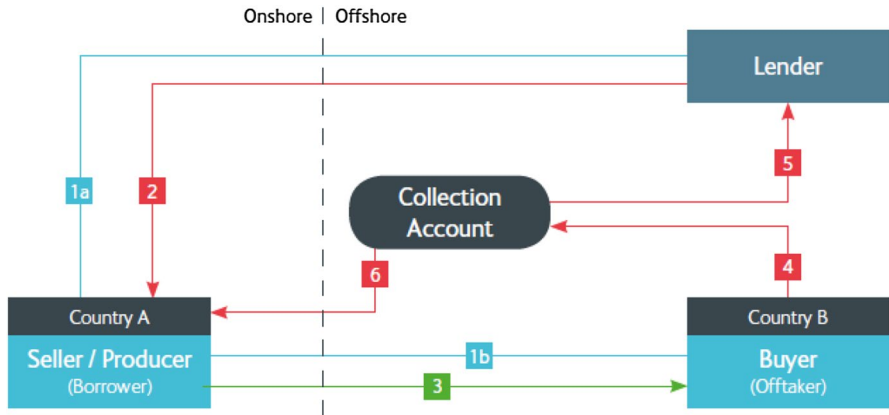 Onshore | Offshore
Lender
1a
2
Collection
Account
5
6
4
Country A
Seller / Producer
(Borrower)
1b
3
Country B
Buyer
(Offtaker)